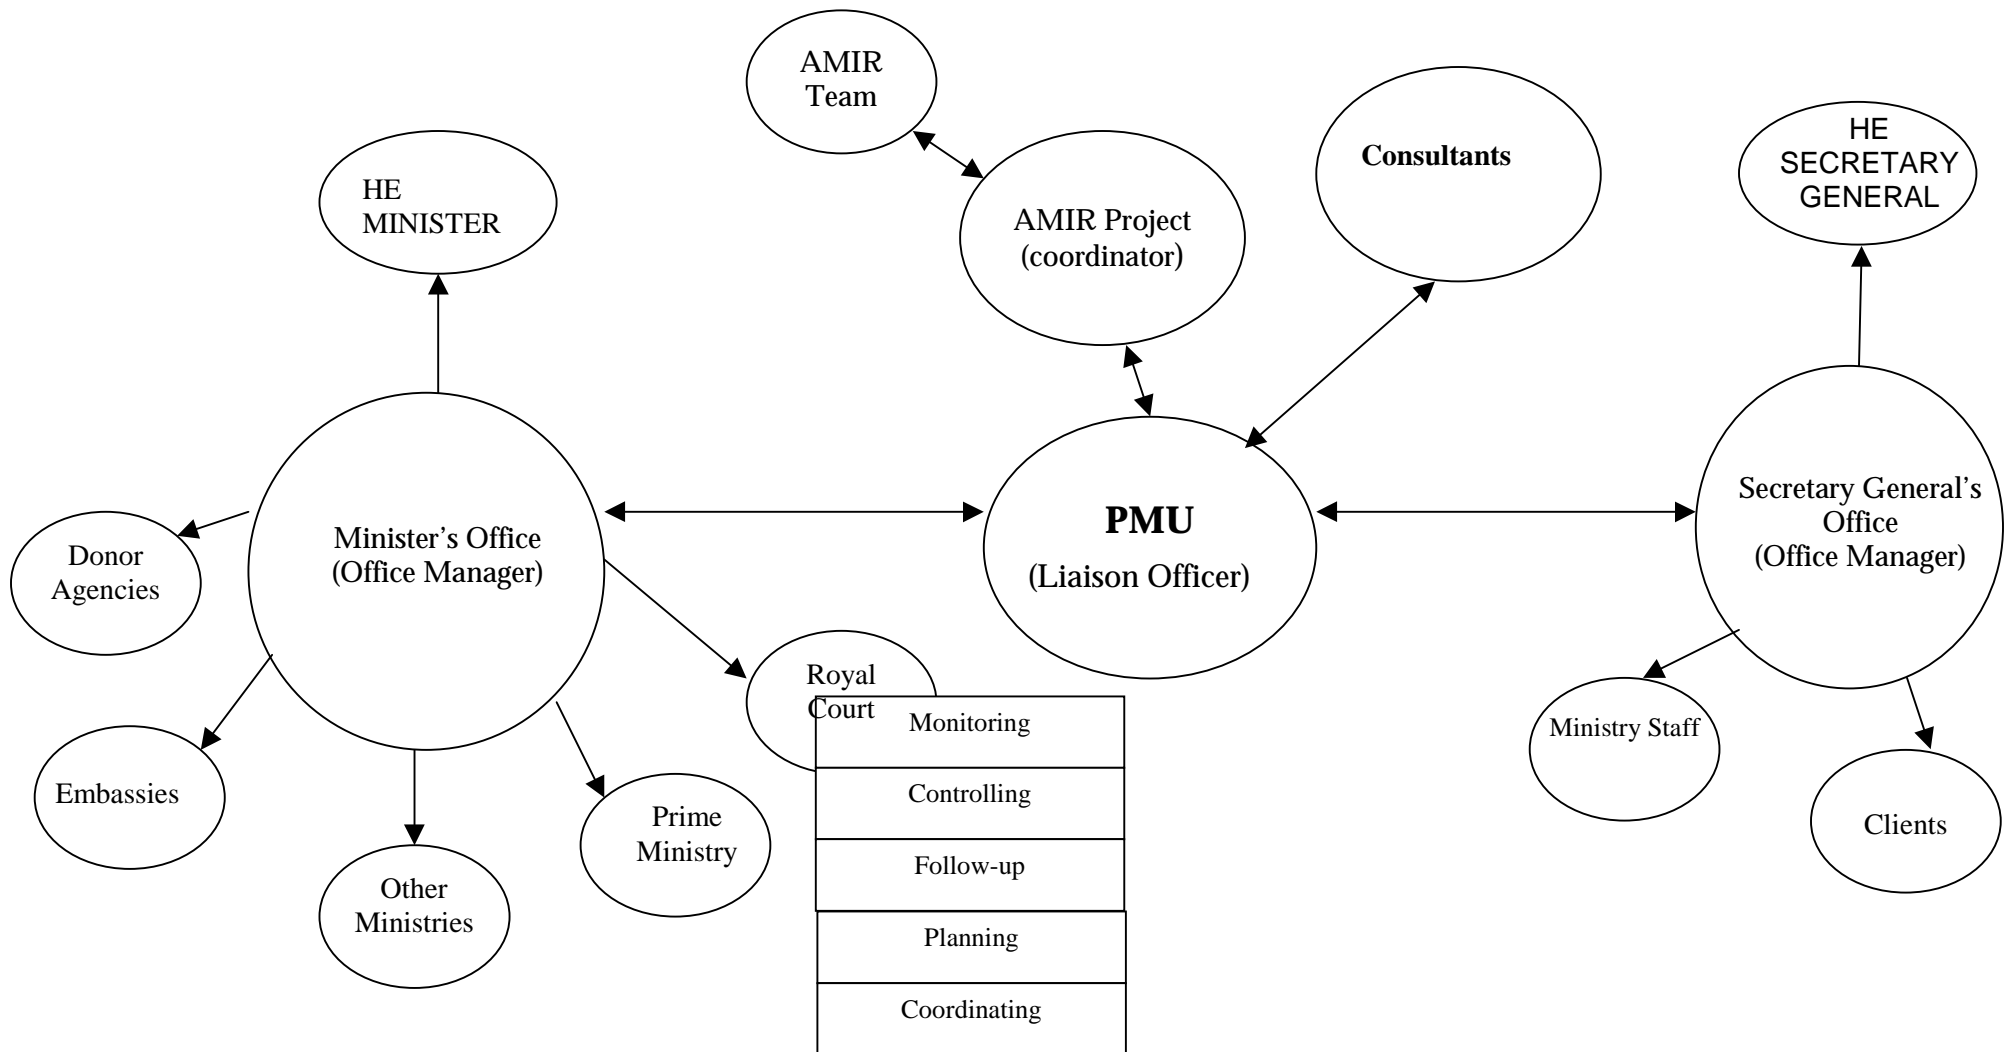 AMIR
Team
HE
MINISTER
AMIR Project
(coordinator)
Consultants
HE
SECRETARY
GENERAL
Minister’s Office
(Office Manager)
PMU
(Liaison Officer)
Secretary General’s
Office
(Office Manager)
Donor
Agencies
Embassies
Other
Ministries
Prime
Ministry
Royal
Court
Monitoring
Controlling
Follow-up
Planning
Coordinating
Ministry Staff
Clients